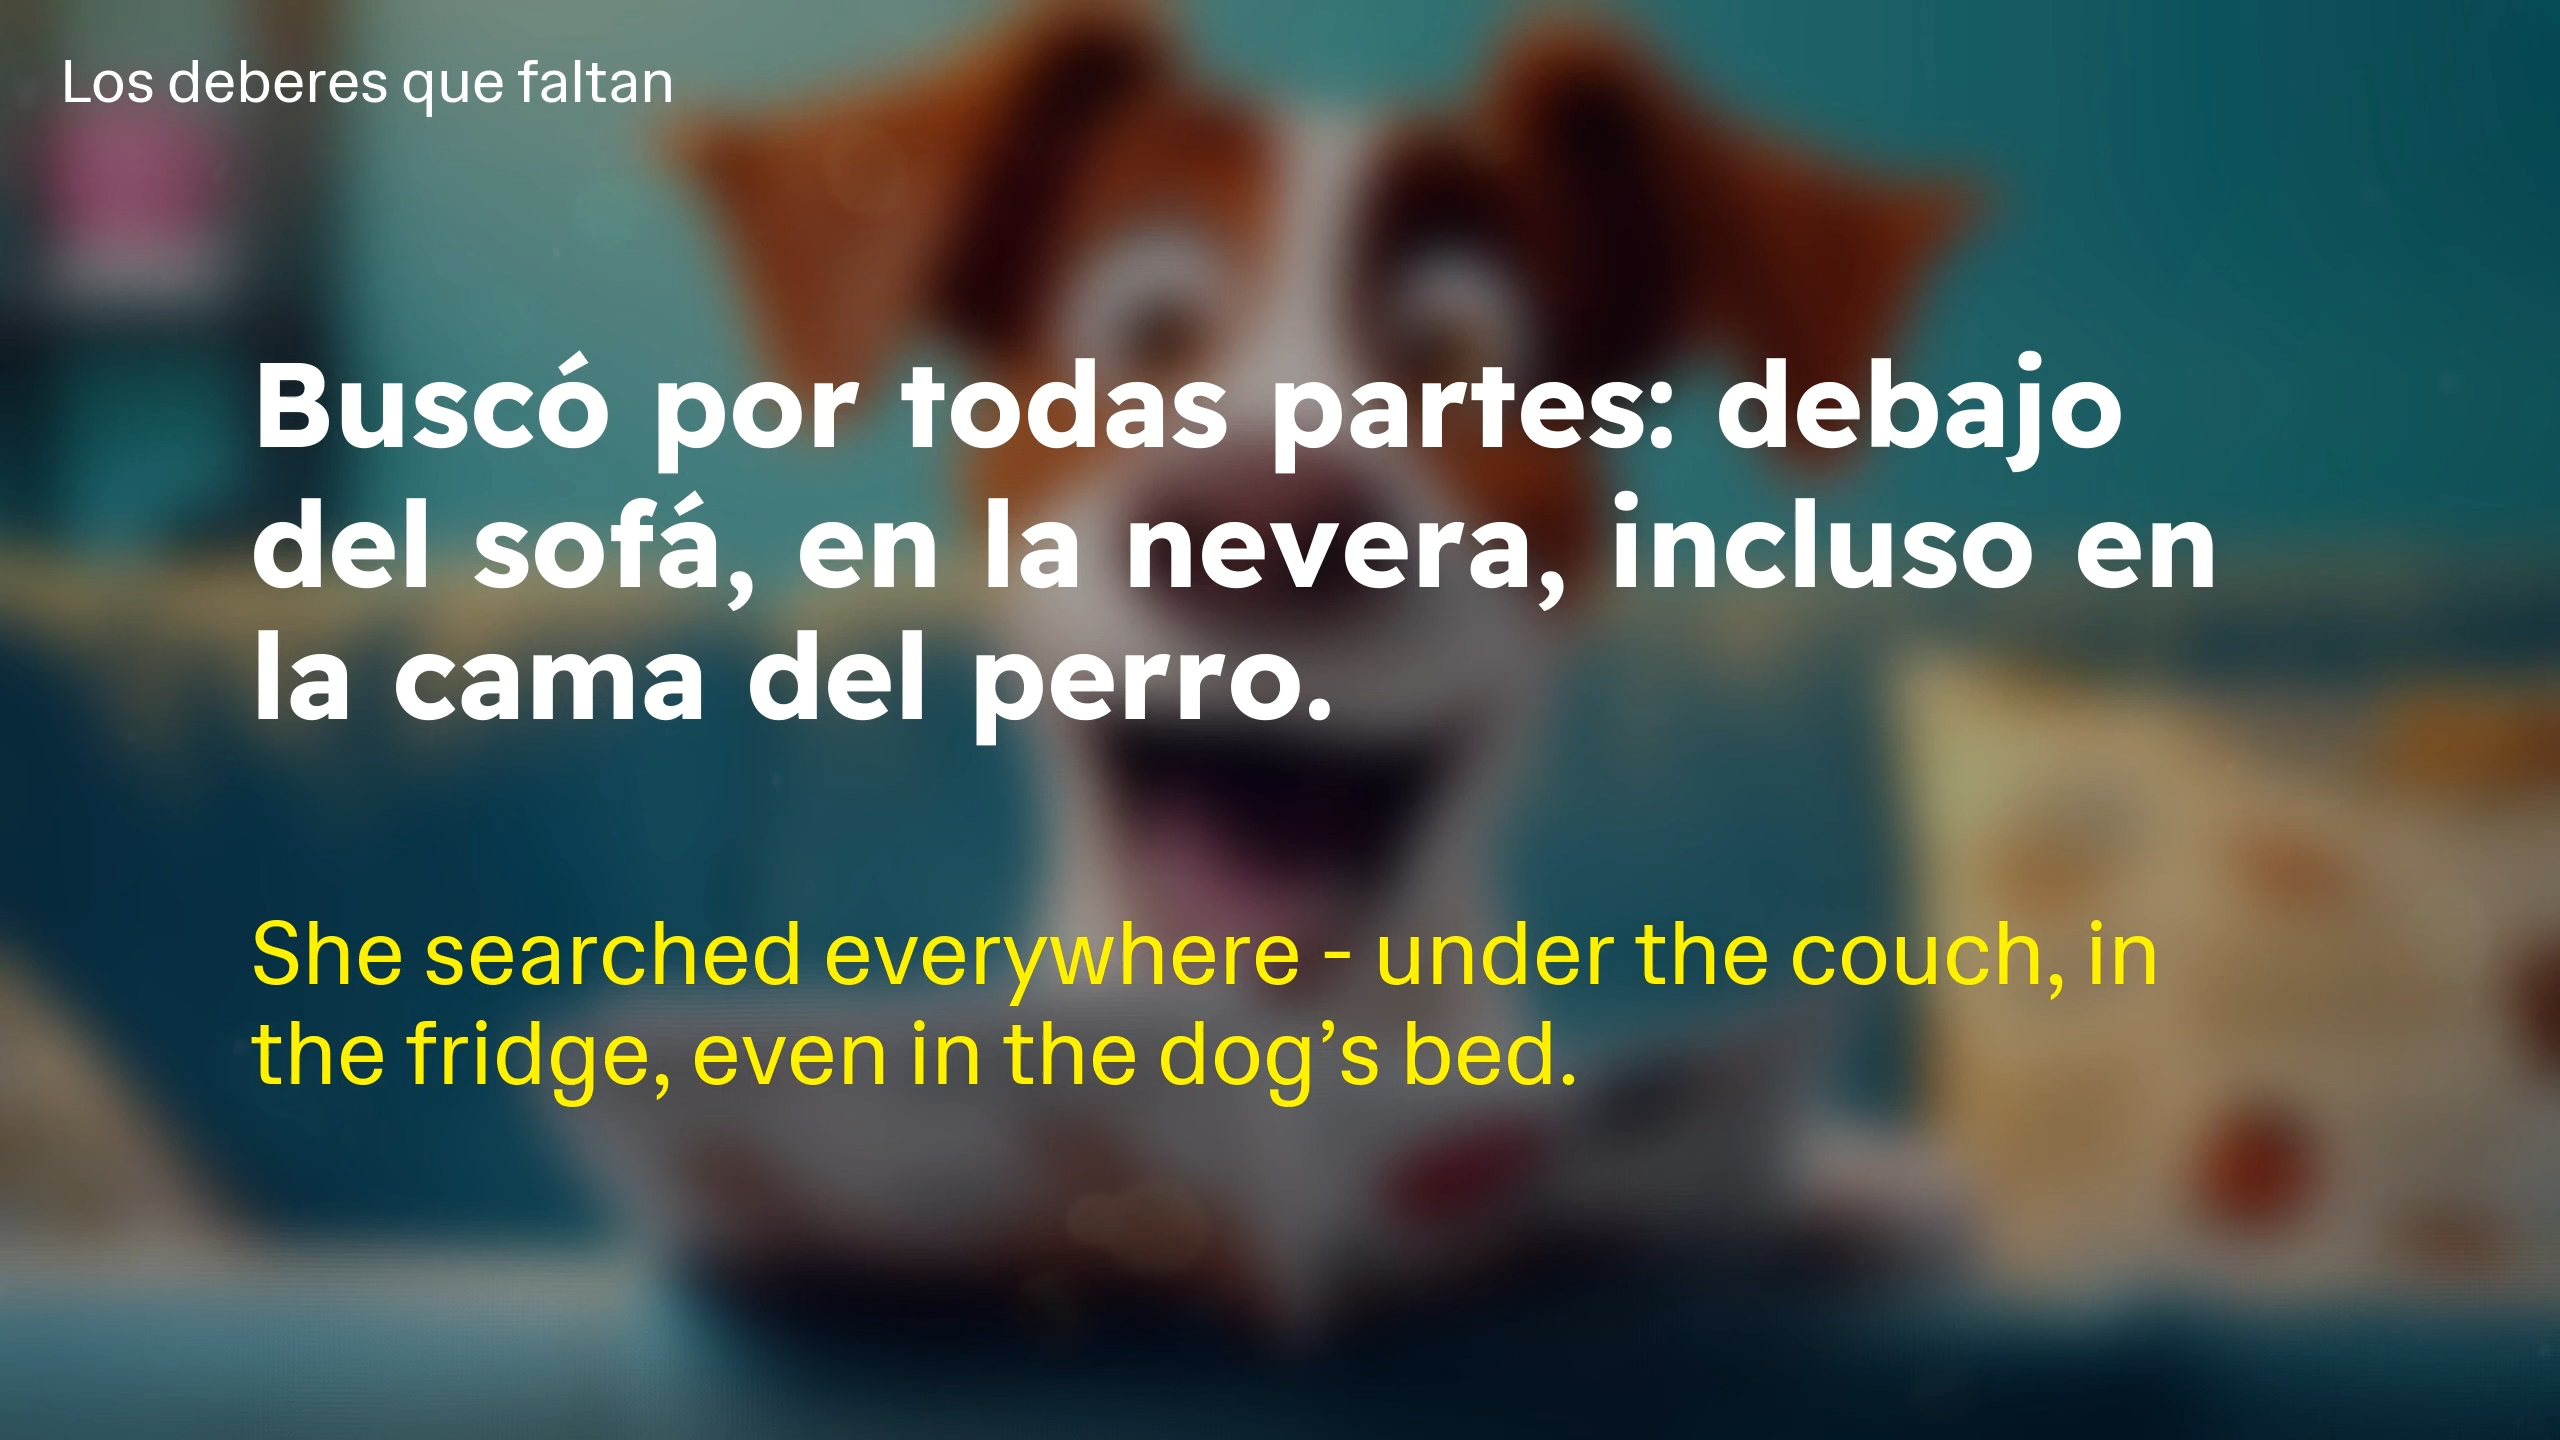 Los deberes que faltan
Buscó por todas partes: debajo
del sofá, en la nevera, incluso en
la cama del perro.
She searched everywhere - under the couch, in
the fridge, even in the dog’s bed.